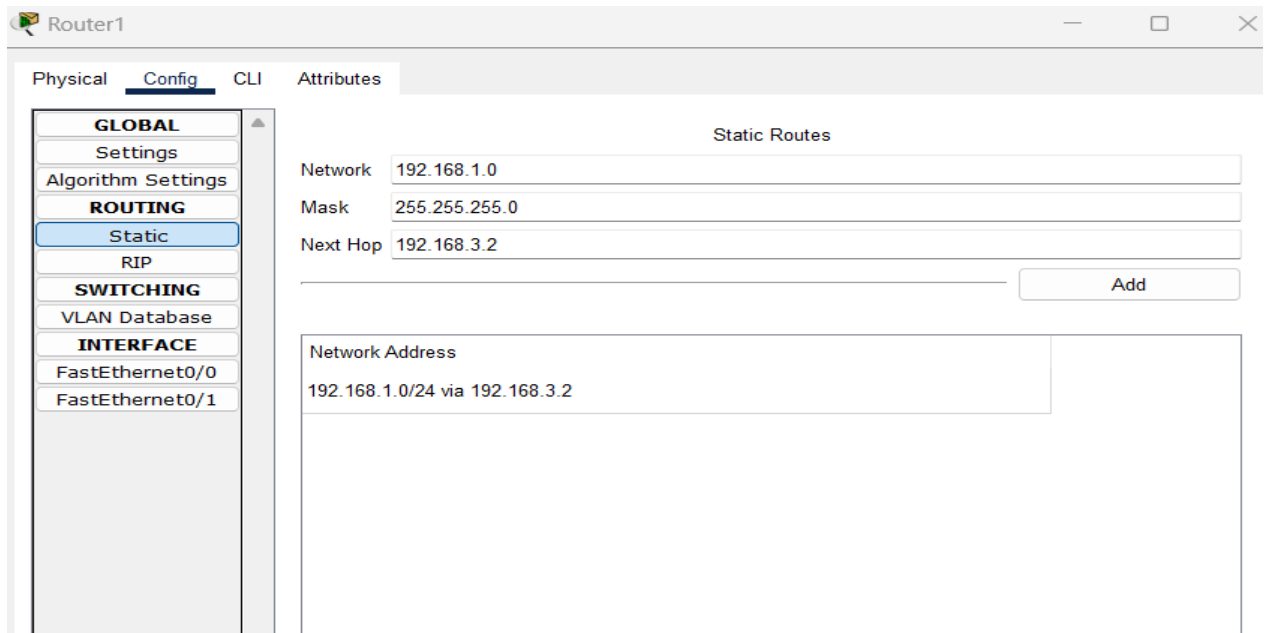 Router1
Physical Config CLI Attributes
GLOBAL
Settings
Algorithm Settings
ROUTING
Static
RIP
SWITCHING
VLAN Database
INTERFACE
FastEthernet0/0
FastEthernet0/1
Static Routes
Network 192.168.1.0
Mask 255.255.255.0
Next Hop 192.168.3.2
Add
Network Address
192.168.1.0/24 via 192.168.3.2